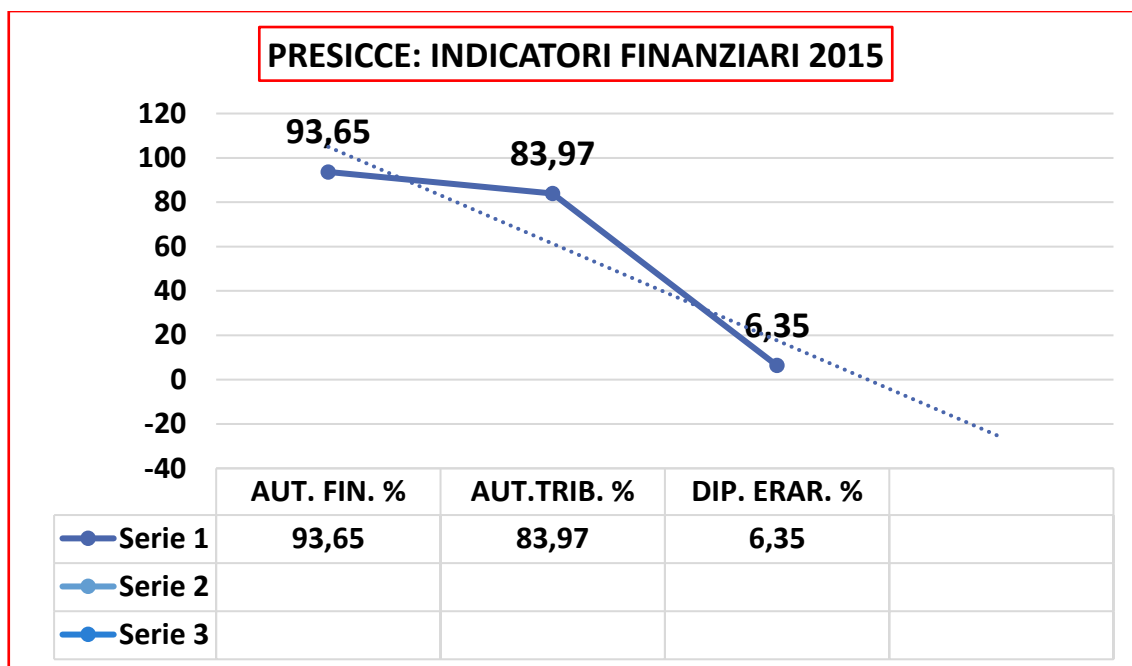 PRESICCE: INDICATORI FINANZIARI 2015
120
100
80
60
40
20
0
-20
-40
93,65
83,97
6,35
AUT. FIN. % AUT.TRIB. % DIP. ERAR. %
Serie 1 93,65 83,97 6,35
Serie 2
Serie 3